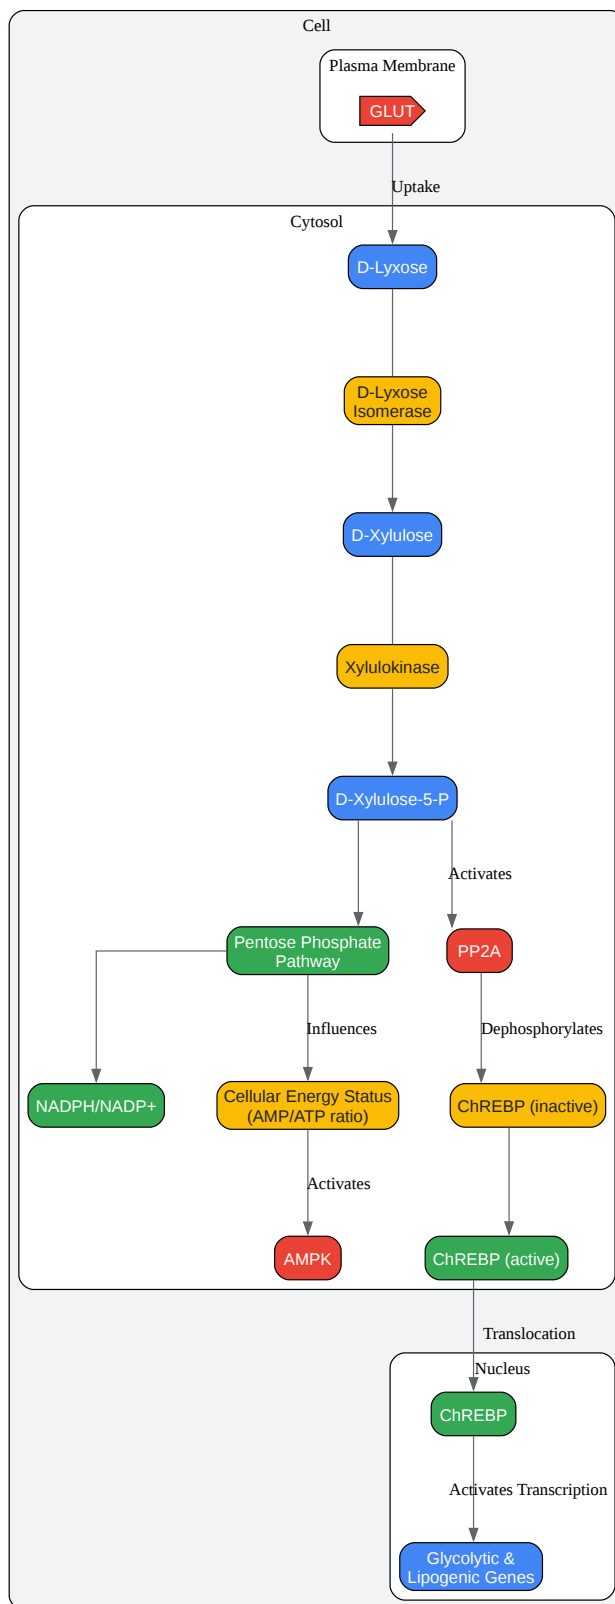 Cell
Plasma Membrane
GLUT
Uptake
Cytosol
D-Lyxose
D-Lyxose
Isomerase
D-Xylulose
Xylulokinase
D-Xylulose-5-P
Activates
Pentose Phosphate
Pathway
PP2A
Influences
Dephosphorylates
NADPH/NADP+
Cellular Energy Status
(AMP/ATP ratio)
ChREBP (inactive)
Activates
AMPK
ChREBP (active)
Translocation
Nucleus
ChREBP
Activates Transcription
Glycolytic &
Lipogenic Genes